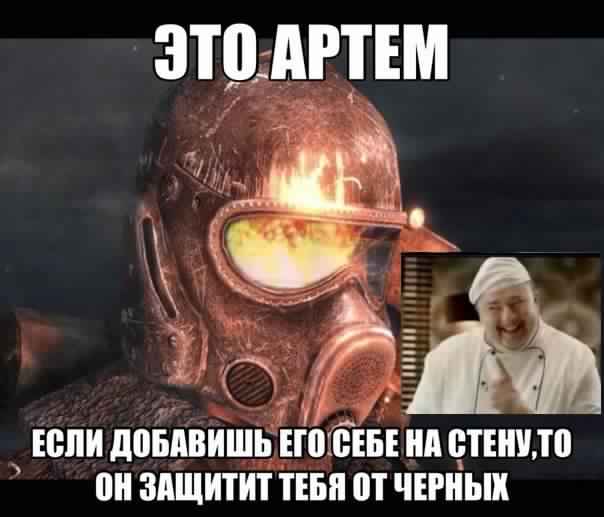 ЭТО АРТЕМ
ЕСЛИ ДОБАВИШЬ ЕГО СЕБЕ НА СТЕНУ,ТО
ОН ЗАЩИТИТ ТЕБЯ ОТ ЧЕРНЫХ